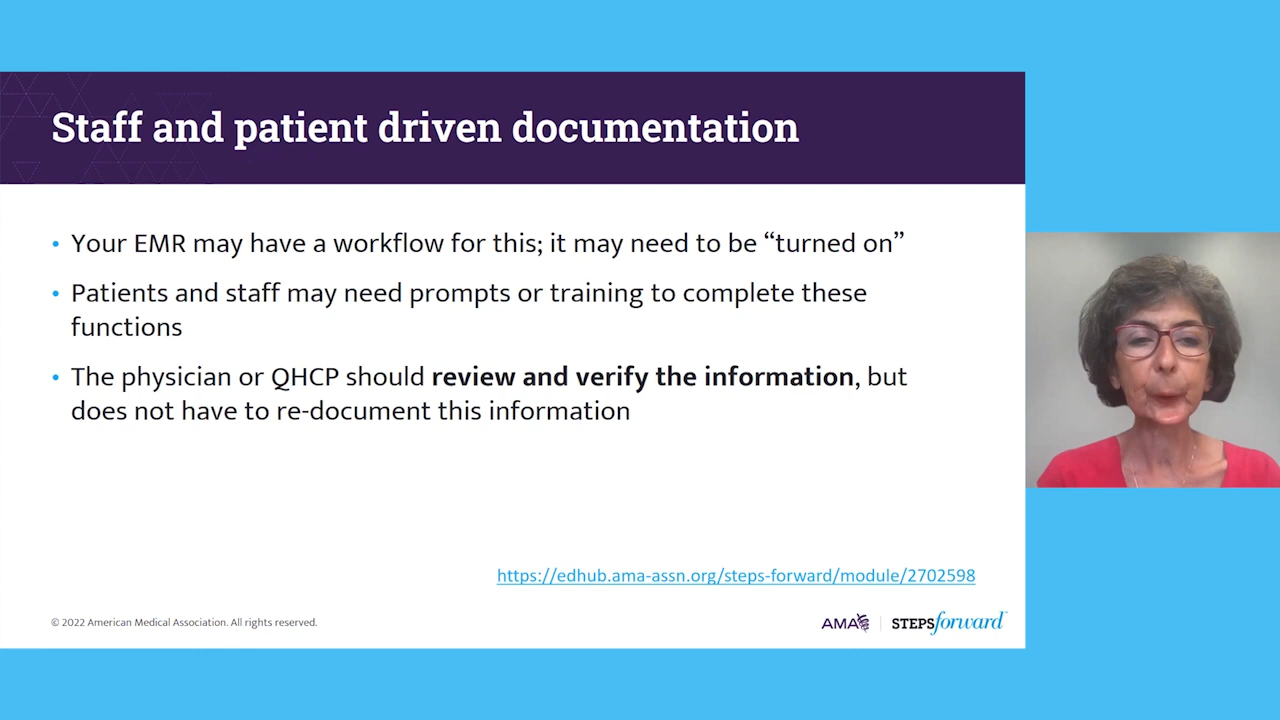 Staff and patient driven documentation
• Your EMR may have a workflow for this; it may need to be “turned on”
• Patients and staff may need prompts or training to complete these
functions
• The physician or QHCP should review and verify the information, but
does not have to re-document this information
https://edhub.ama-assn.org/steps-forward/module/2702598
© 2022 American Medical Association. All rights reserved.
AMA | STEPSforward™